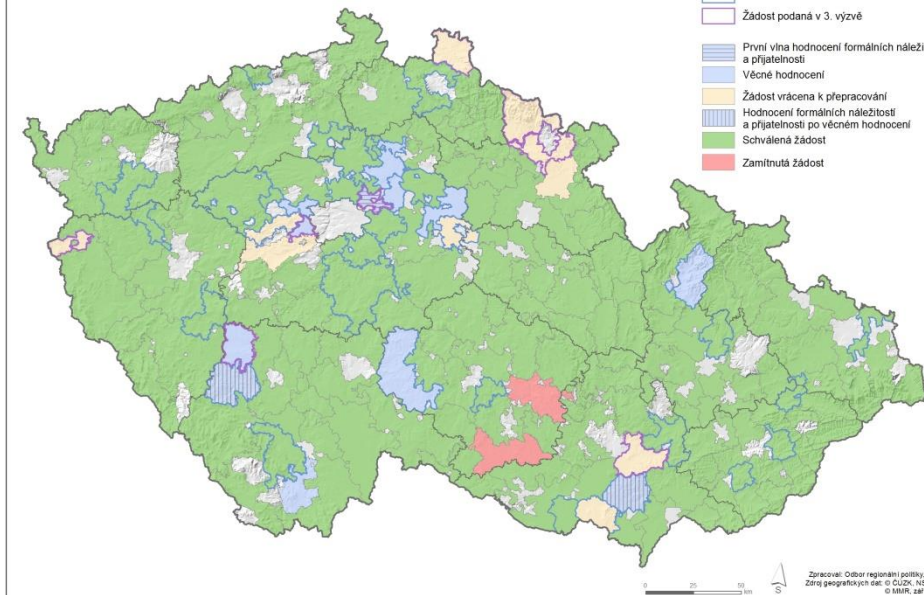 Žádost podaná v 3. výzvě
První vlna hodnocení formálních náleži
a přijatelnosti
Věcné hodnocení
Žádost vrácena k přepracování
Hodnocení formálních náležitostí
a přijatelnosti po věcném hodnocení
Schválená žádost
Zamítnutá žádost
0 25 50
km
S
Zpracoval: Odbor regionální politiky,
Zdroj geografických dat: © ČÚZK, NS
© MMR, zář